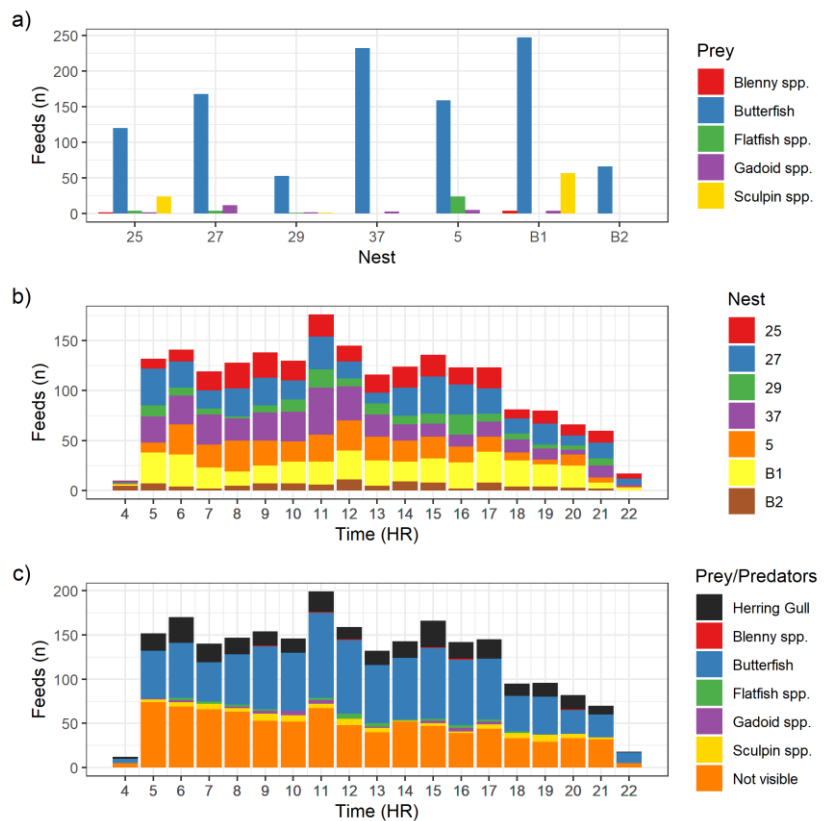 a)
250
200
150
100
50
0
Feeds (n)
25 27 29 37 5 B1 B2
Nest
Prey
Blenny spp.
Butterfish
Flatfish spp.
Gadoid spp.
Sculpin spp.
b)
150
100
50
0
Feeds (n)
4 5 6 7 8 9 10 11 12 13 14 15 16 17 18 19 20 21 22
Time (HR)
Nest
25
27
29
37
5
B1
B2
c)
200
150
100
50
0
Feeds (n)
4 5 6 7 8 9 10 11 12 13 14 15 16 17 18 19 20 21 22
Time (HR)
Prey/Predators
Herring Gull
Blenny spp.
Butterfish
Flatfish spp.
Gadoid spp.
Sculpin spp.
Not visible